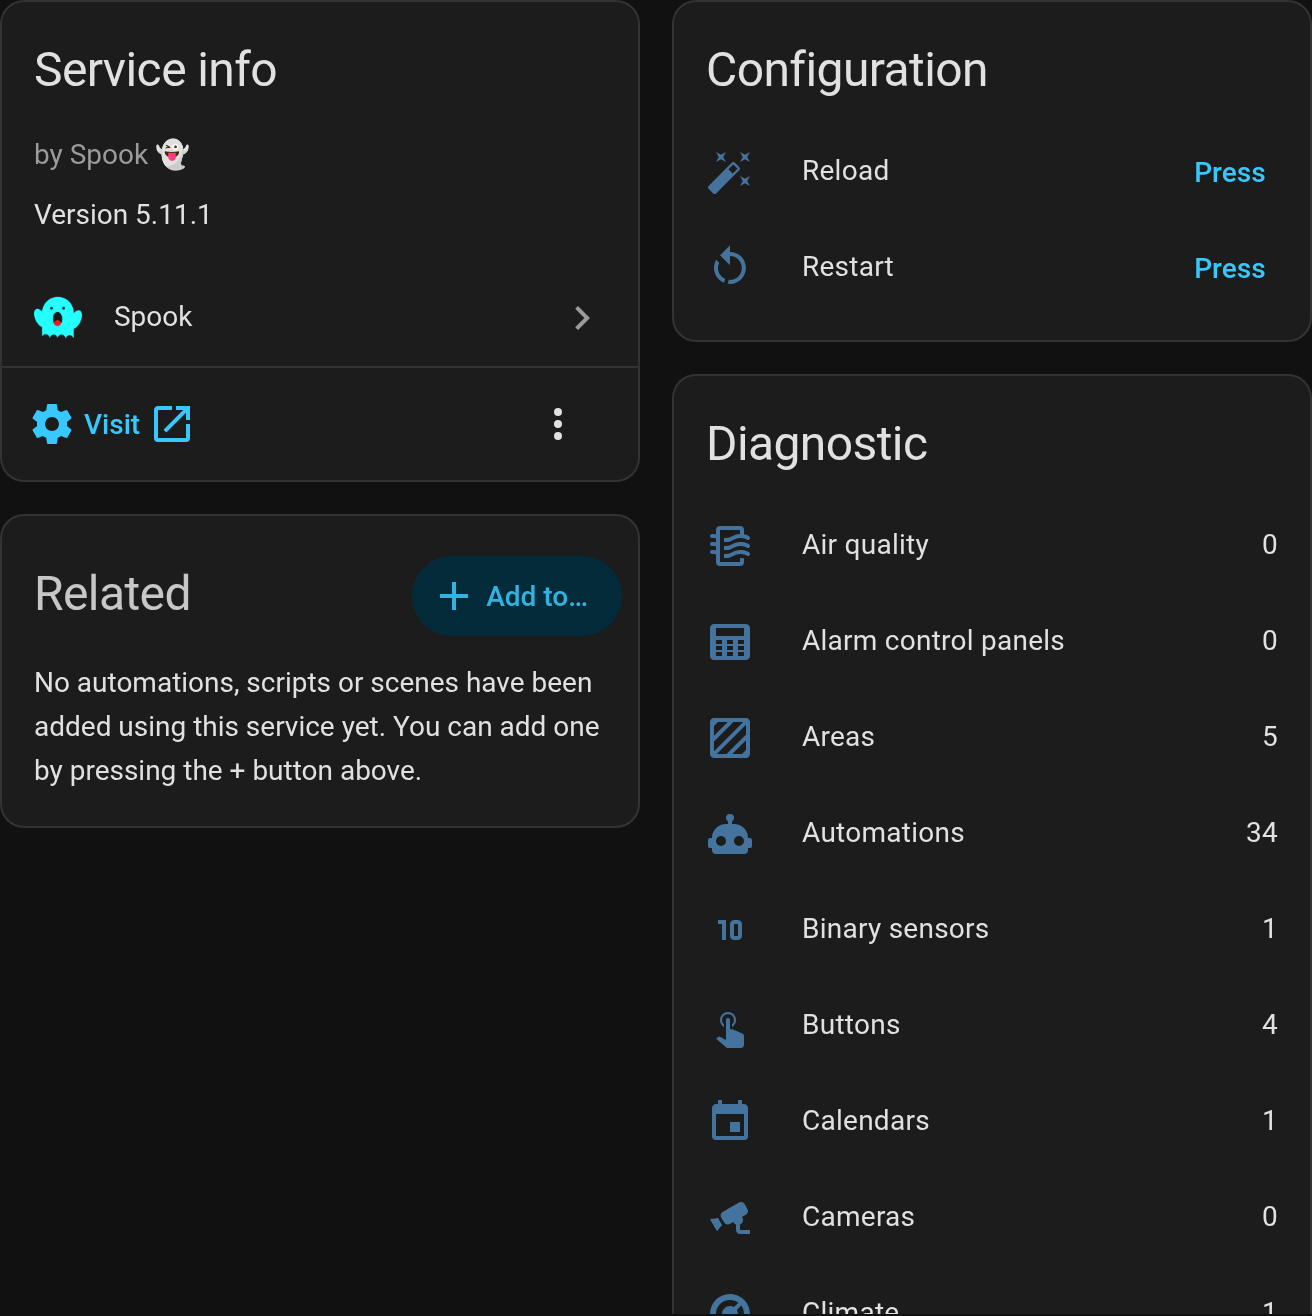 Service info
by Spook 👻
Version 5.11.1
Spook
Visit
Related
Add to...
No automations, scripts or scenes have been
added using this service yet. You can add one
by pressing the + button above.
Configuration
Reload Press
Restart Press
Diagnostic
Air quality 0
Alarm control panels 0
Areas 5
Automations 34
10 Binary sensors 1
Buttons 4
Calendars 1
Cameras 0
Climate 1